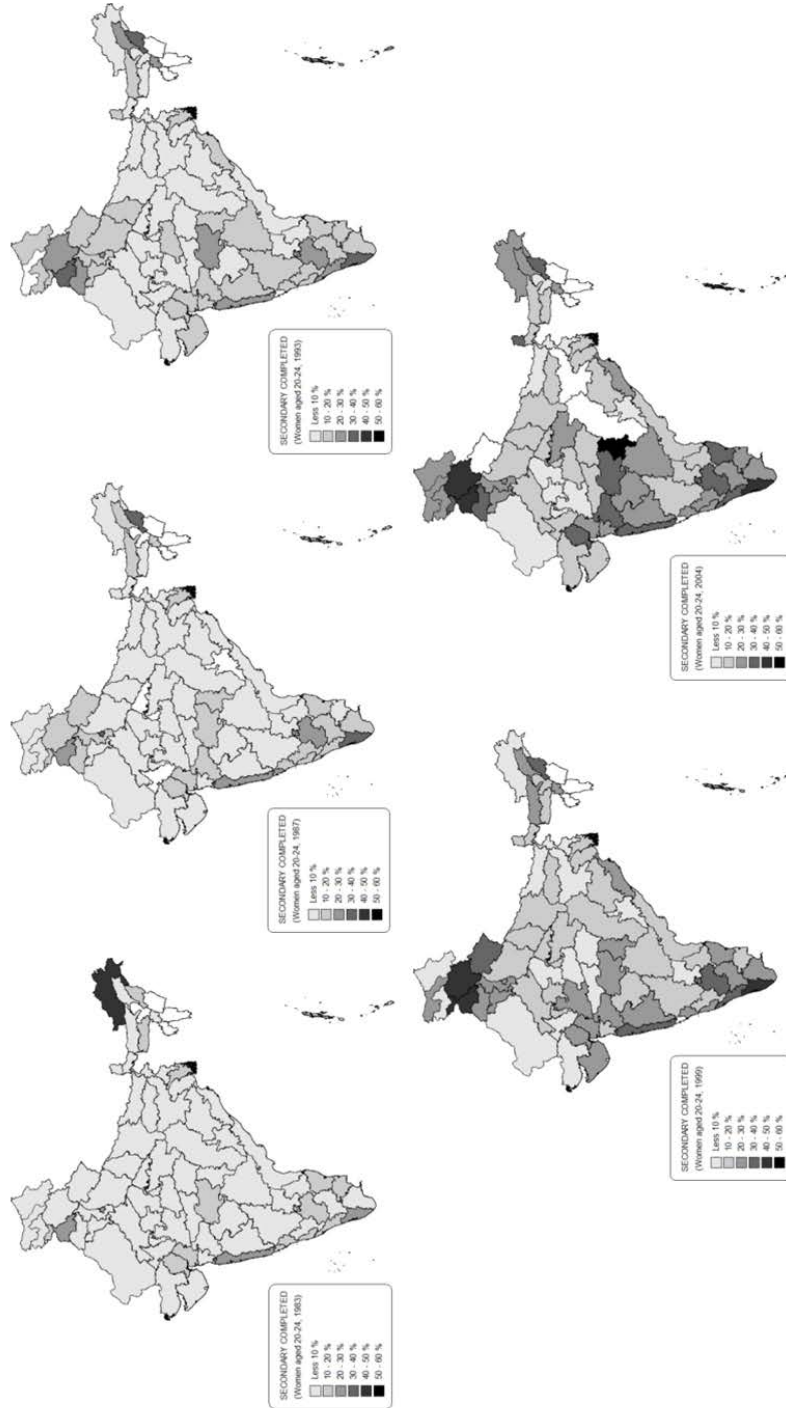 SECONDARY COMPLETED
(Women aged 20-24, 1983)
Less 10 %
10 - 20 %
20 - 30 %
30 - 40 %
40 - 50 %
50 - 60 %
SECONDARY COMPLETED
(Women aged 20-24, 1987)
Less 10 %
10 - 20 %
20 - 30 %
30 - 40 %
40 - 50 %
50 - 60 %
SECONDARY COMPLETED
(Women aged 20-24, 1993)
Less 10 %
10 - 20 %
20 - 30 %
30 - 40 %
40 - 50 %
50 - 60 %
SECONDARY COMPLETED
(Women aged 20-24, 1999)
Less 10 %
10 - 20 %
20 - 30 %
30 - 40 %
40 - 50 %
50 - 60 %
SECONDARY COMPLETED
(Women aged 20-24, 2004)
Less 10 %
10 - 20 %
20 - 30 %
30 - 40 %
40 - 50 %
50 - 60 %